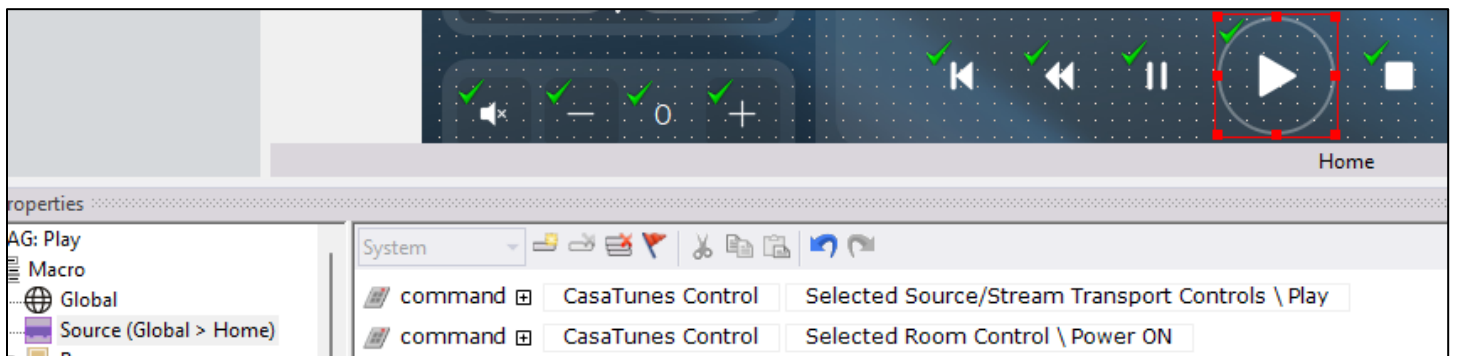 0
Home
roperties
AG: Play
System
Macro
Global
command CasaTunes Control Selected Source/Stream Transport Controls \ Play
Source (Global > Home)
command CasaTunes Control Selected Room Control \ Power ON